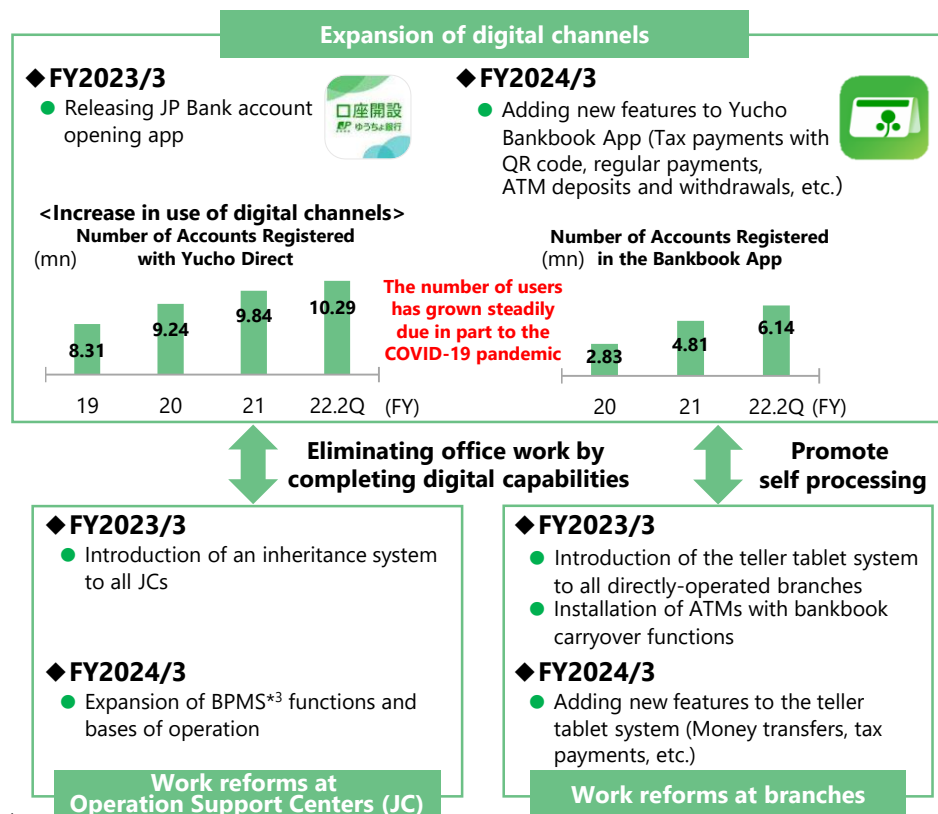 Expansion of digital channels
◆FY2023/3
● Releasing JP Bank account
opening app
口座開設
JP ゆうちょ銀行
◆FY2024/3
● Adding new features to Yucho
Bankbook App (Tax payments with
QR code, regular payments,
ATM deposits and withdrawals, etc.)
<Increase in use of digital channels>
Number of Accounts Registered
with Yucho Direct
(mn)
8.31
9.24
9.84
10.29
19
20
21
22.2Q
(FY)
The number of users
has grown steadily
due in part to the
COVID-19 pandemic
Number of Accounts Registered
in the Bankbook App
(mn)
2.83
4.81
6.14
20
21
22.2Q
(FY)
Eliminating office work by
completing digital capabilities
Promote
self processing
◆FY2023/3
● Introduction of an inheritance system
to all JCs
◆FY2024/3
● Expansion of BPMS*3 functions and
bases of operation
Work reforms at
Operation Support Centers (JC)
◆FY2023/3
● Introduction of the teller tablet system
to all directly-operated branches
● Installation of ATMs with bankbook
carryover functions
◆FY2024/3
● Adding new features to the teller
tablet system (Money transfers, tax
payments, etc.)
Work reforms at branches